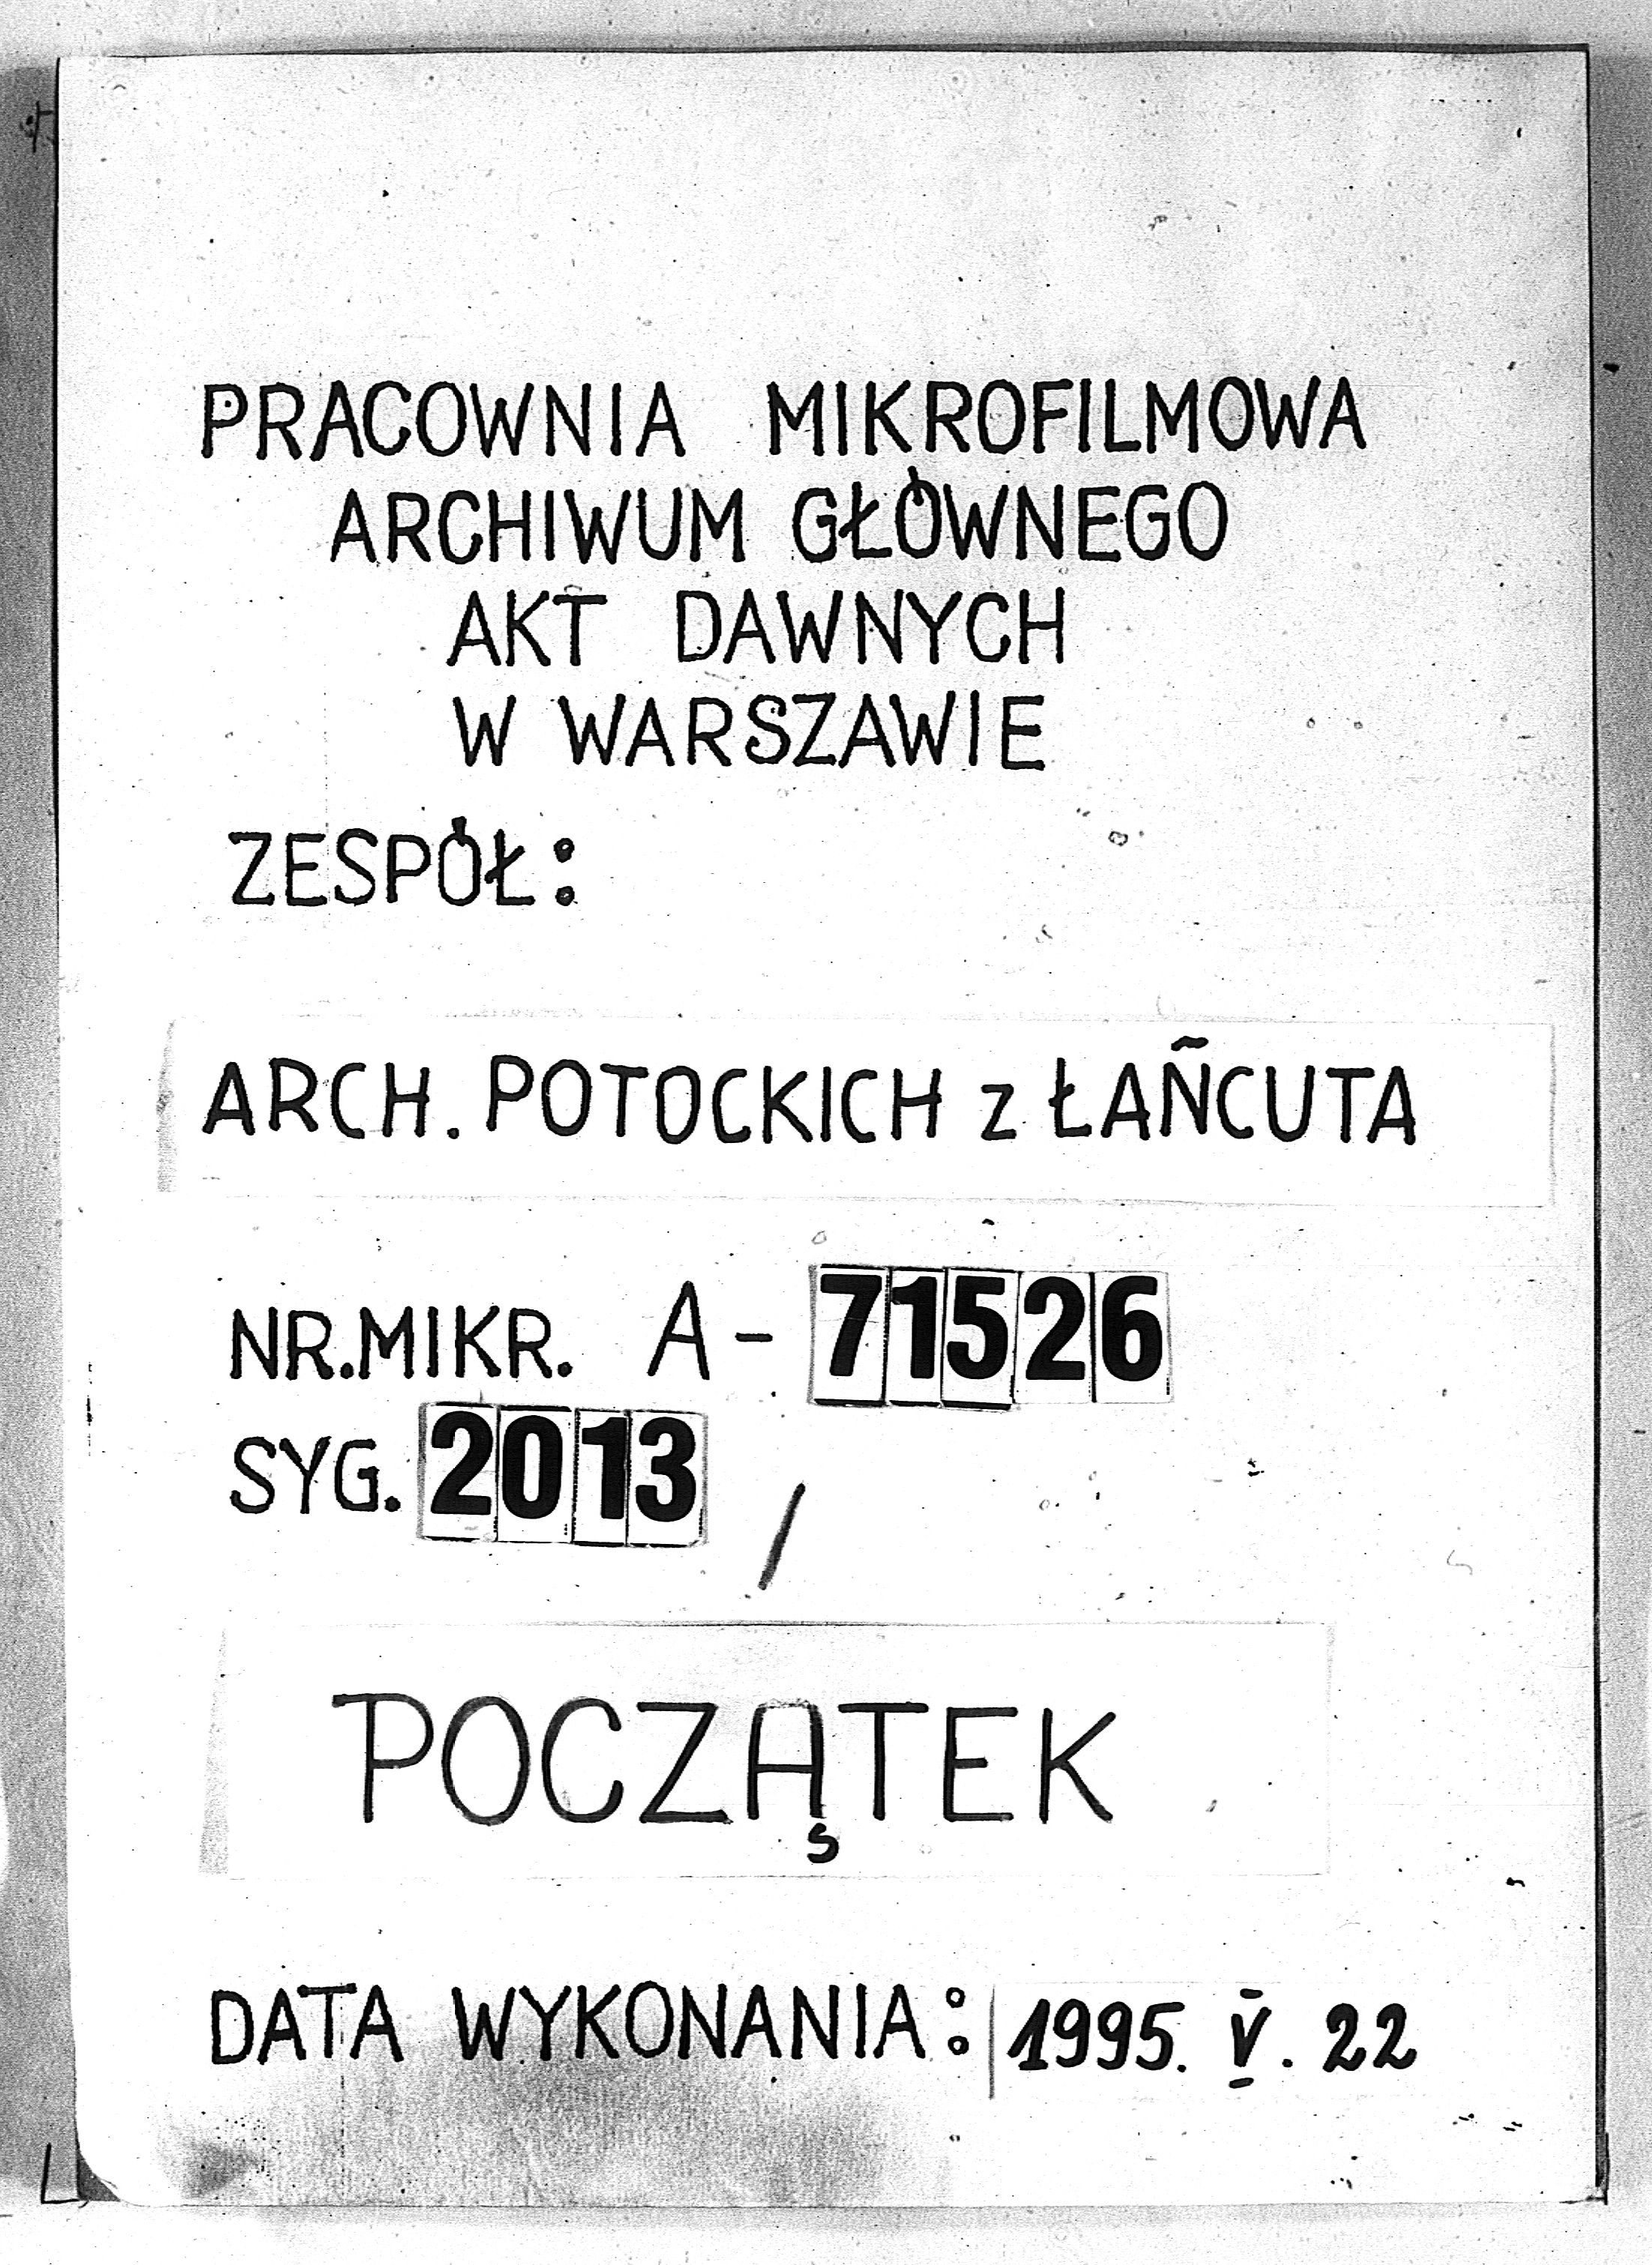 PRACOWNIA MIKROFILMOWA
ARCHIWUM GŁÓWNEGO
AKT DAWNYCH
W WARSZAWIE
ZESPÓŁ:
ARCH. POTOCKICH z ŁAŃCUTA
NR.MIKR. A-71526
SYG. 2013 /
POCZĄTEK
DATA WYKONANIA: 1995. V. 22